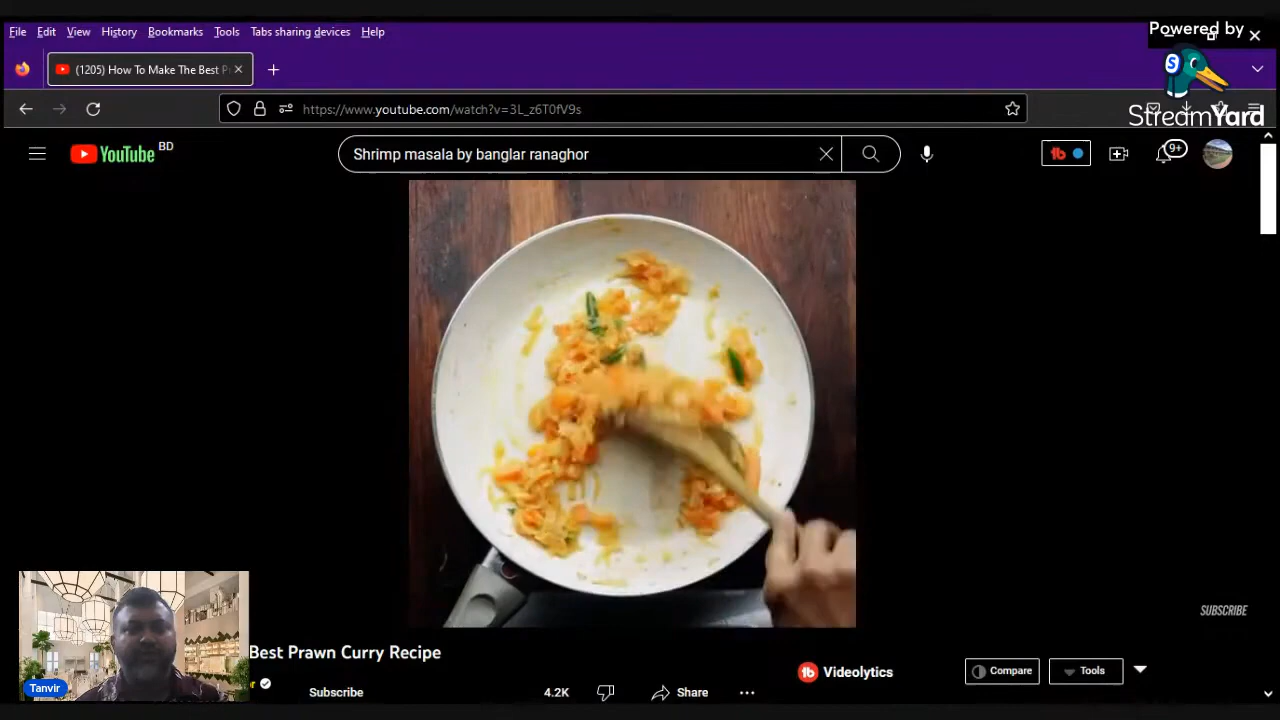 File Edit View History Bookmarks Tools Tabs sharing devices Help
Powered by
(1205) How To Make The Best P
StreamYard
https://www.youtube.com/watch?v=3L_z6T0fV9s
YouTube BD
Shrimp masala by banglar ranaghor
tb
9+
SUBSCRIBE
Best Prawn Curry Recipe
tb Videolytics
Compare
Tools
Tanvir
r
Subscribe
4.2K
Share